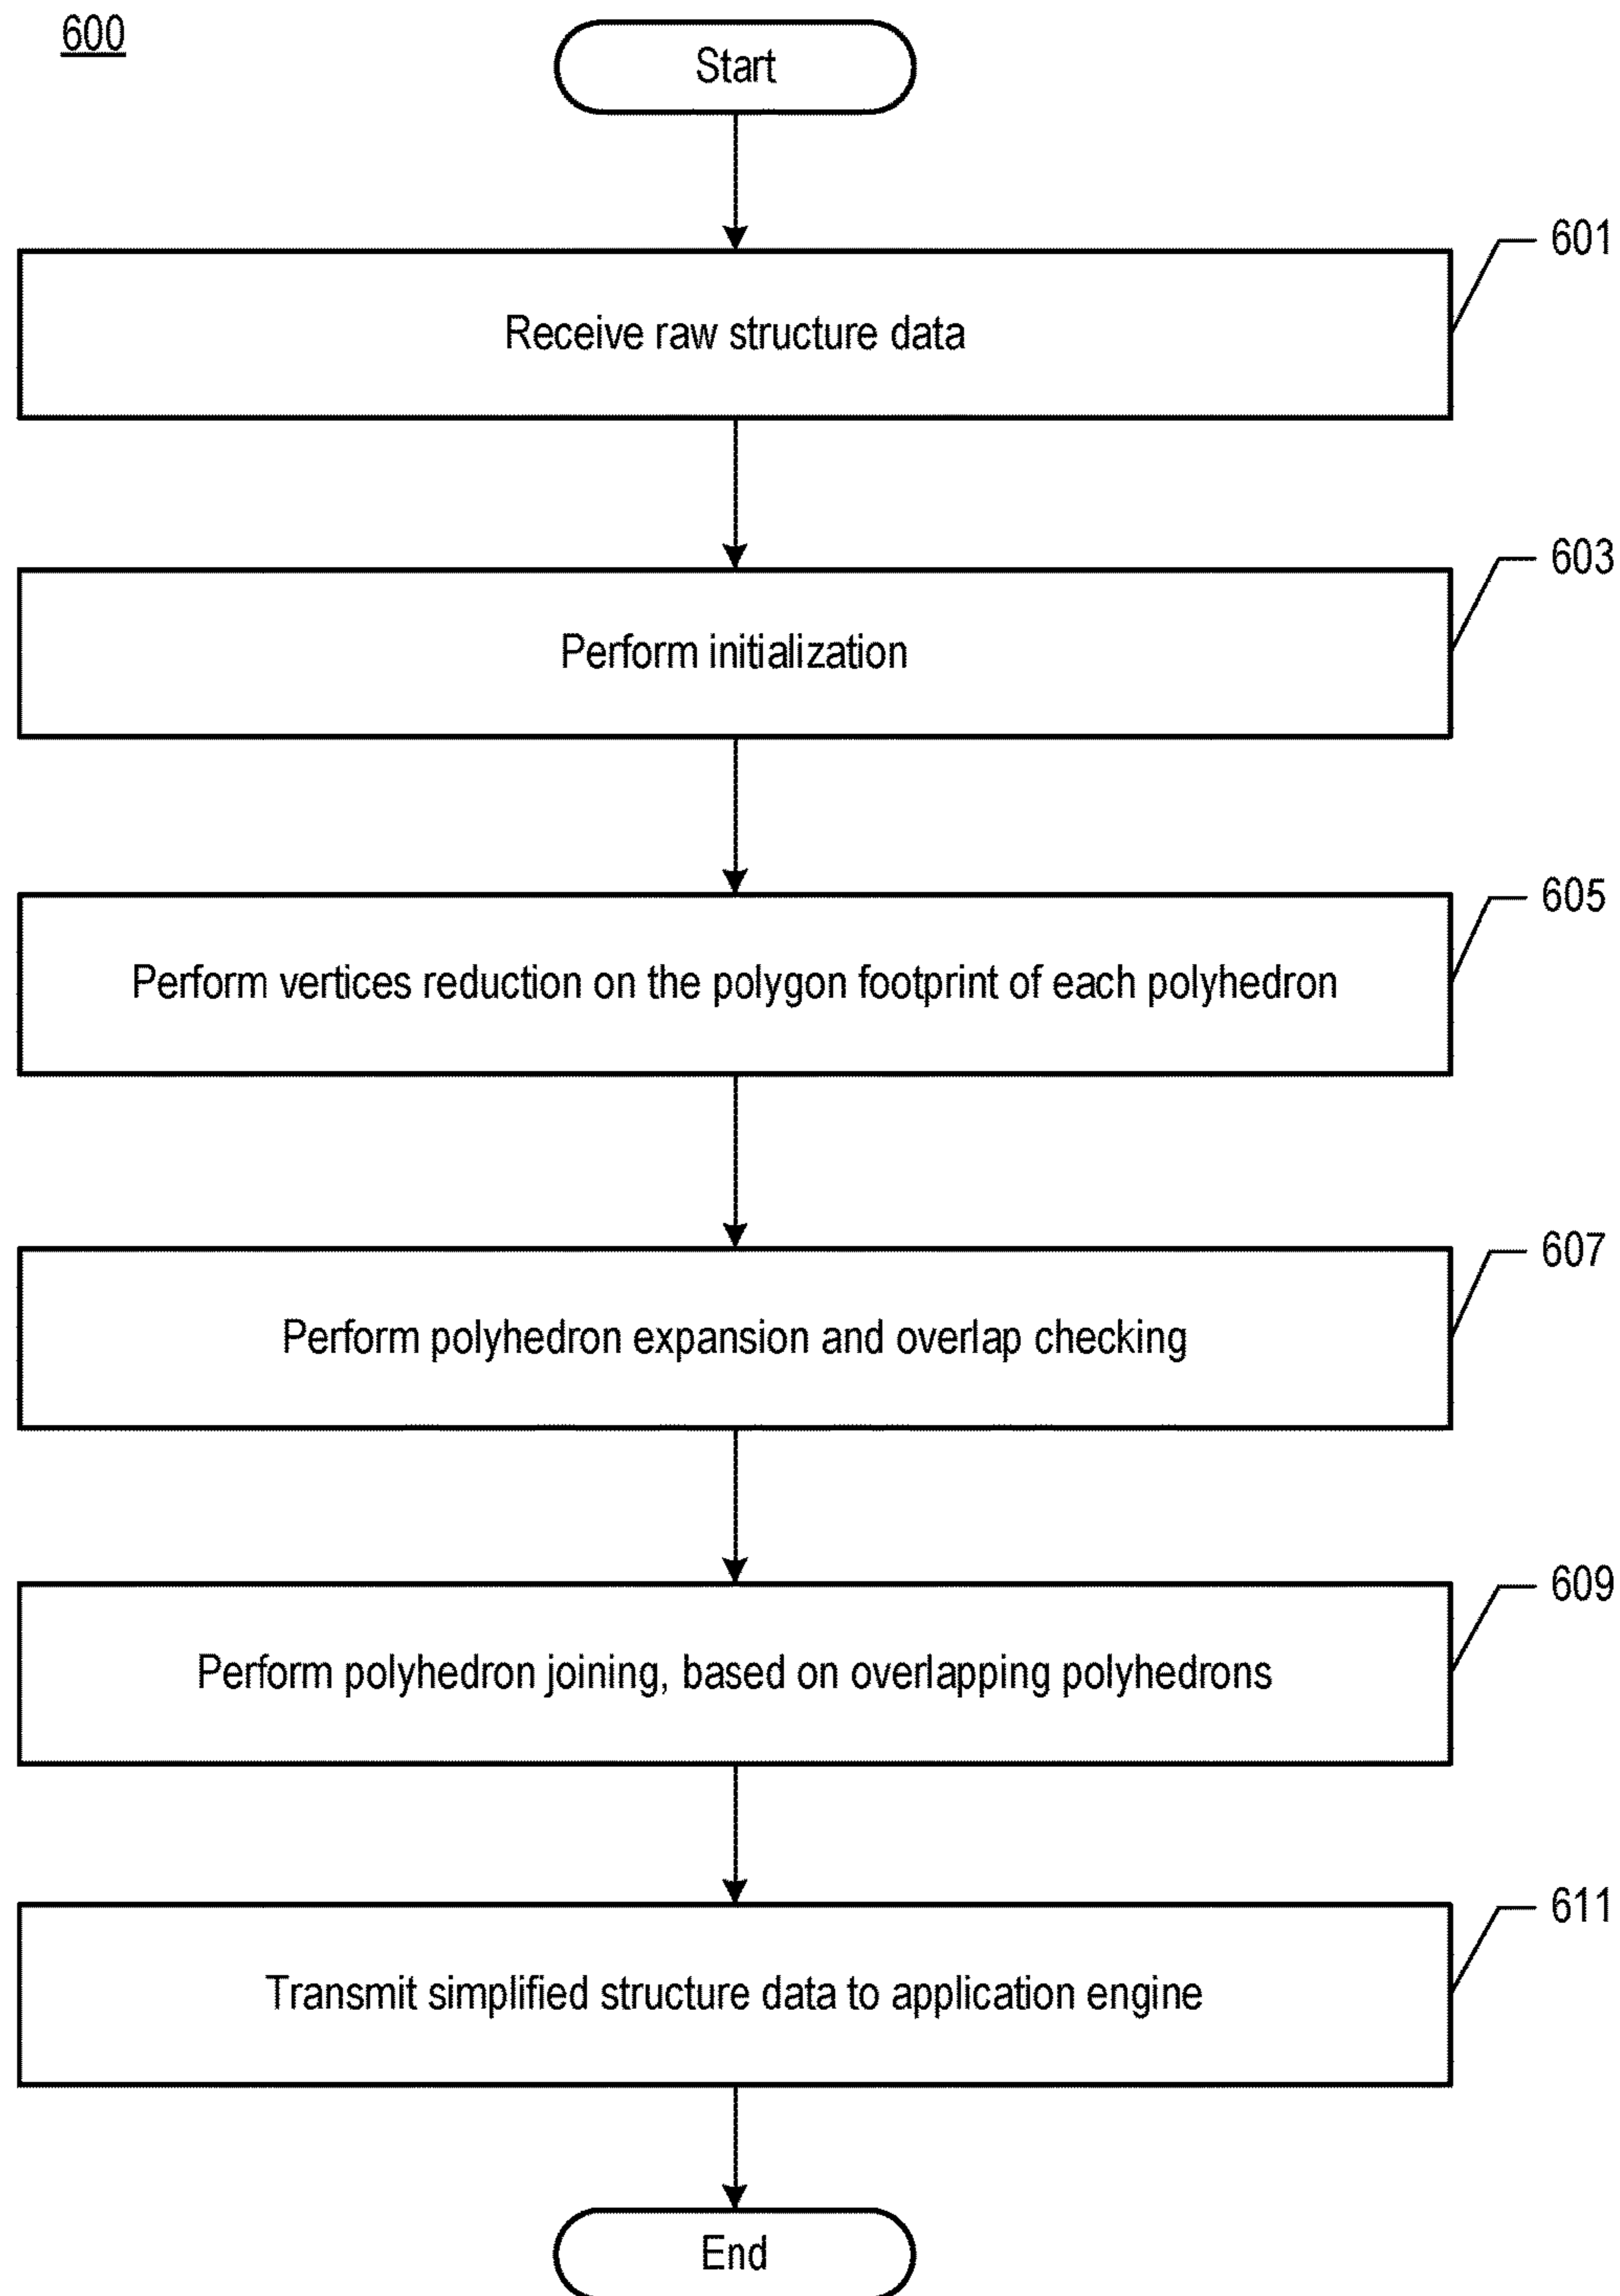 600
Start
601
Receive raw structure data
603
Perform initialization
605
Perform vertices reduction on the polygon footprint of each polyhedron
607
Perform polyhedron expansion and overlap checking
609
Perform polyhedron joining, based on overlapping polyhedrons
611
Transmit simplified structure data to application engine
End